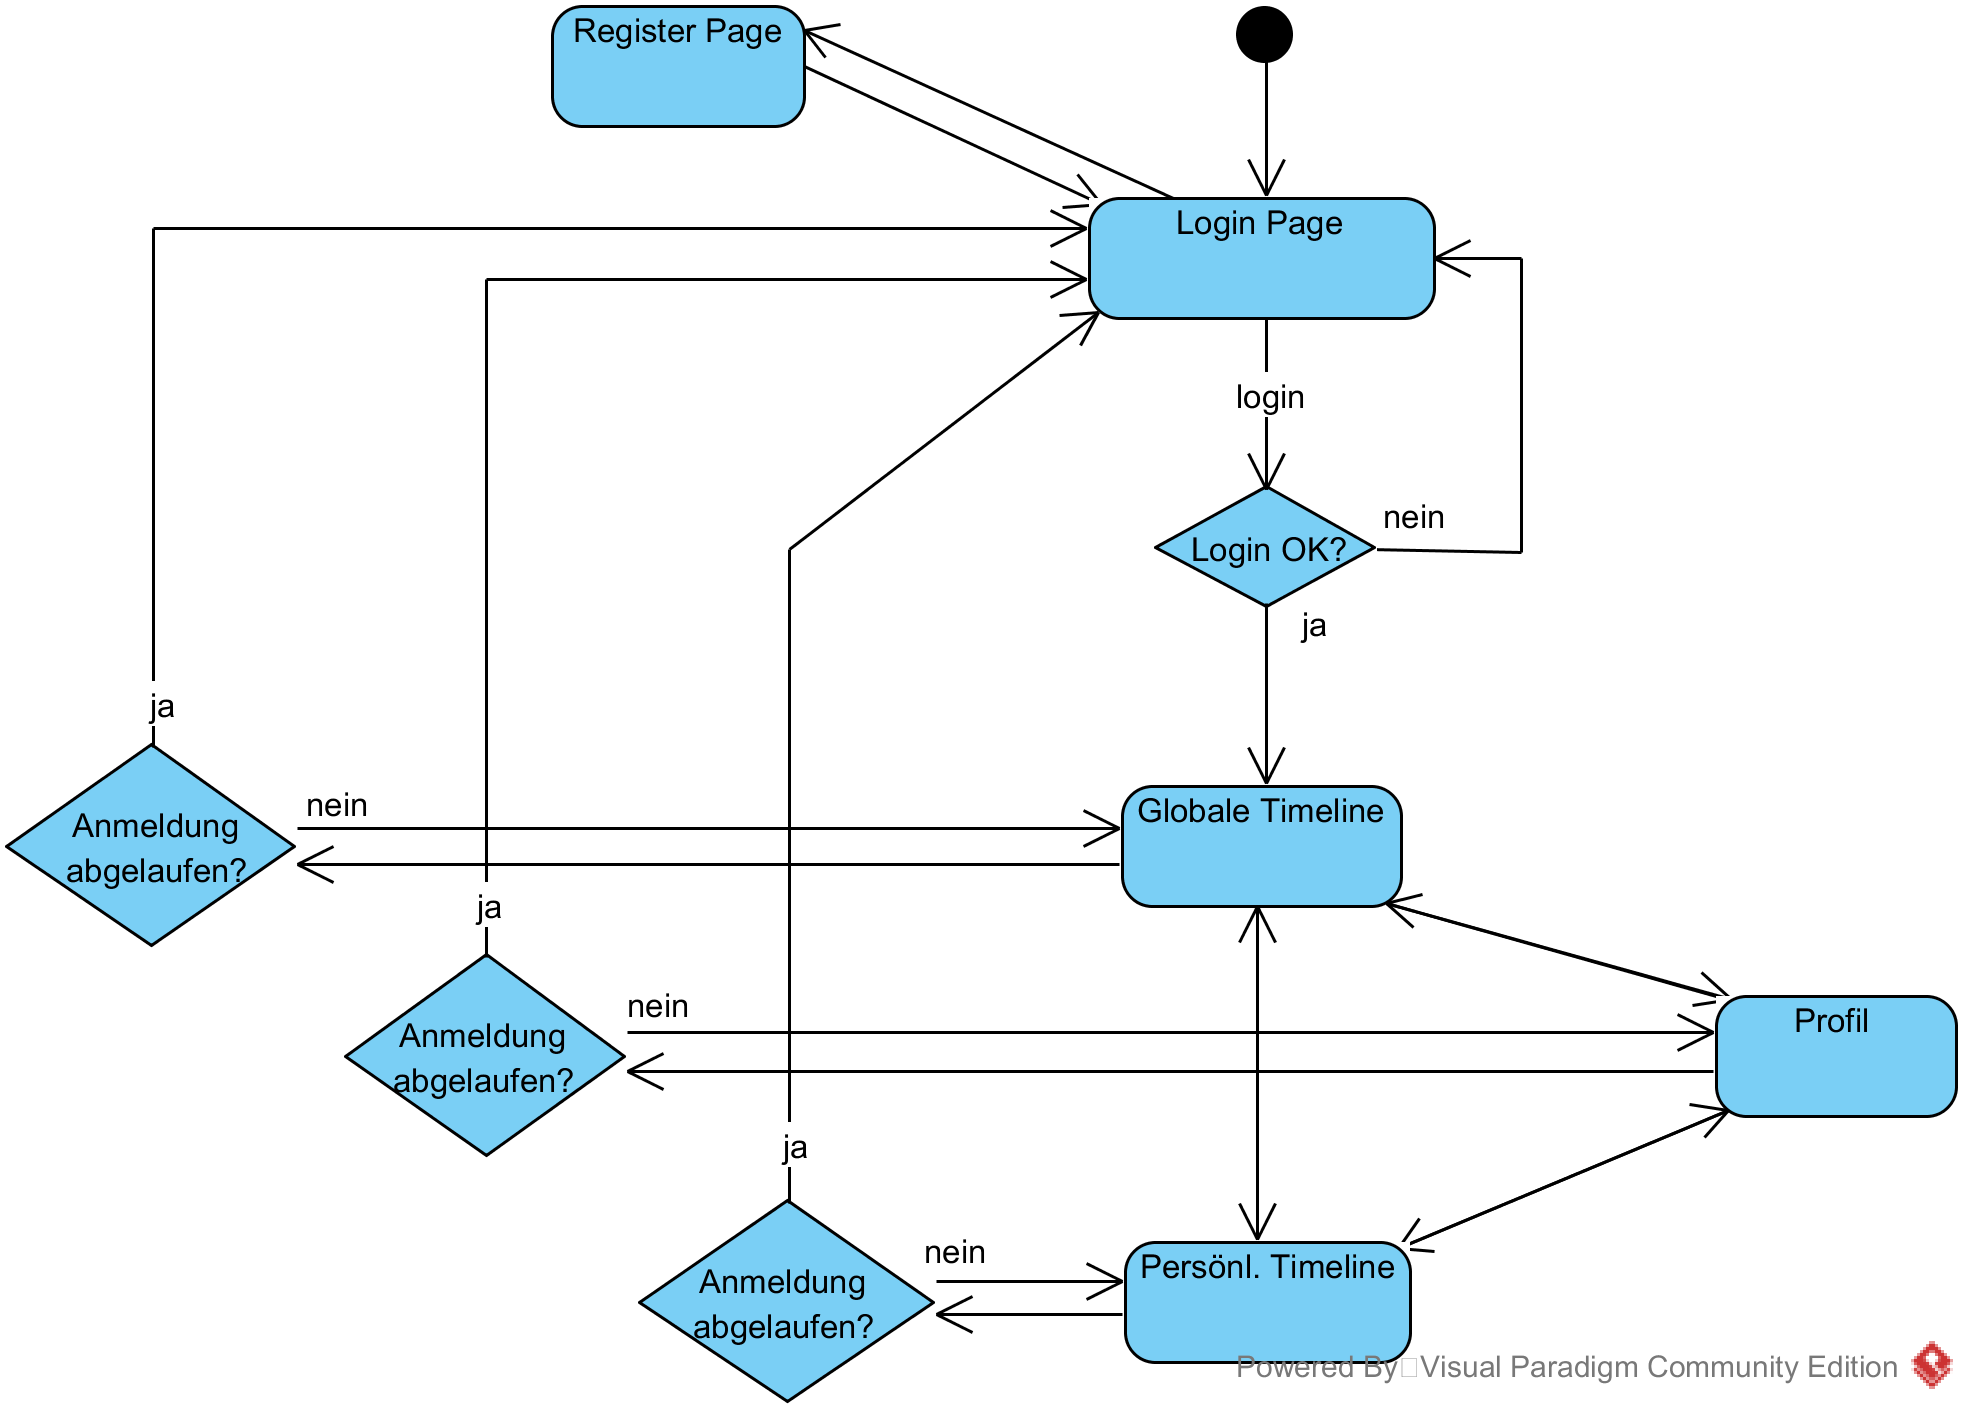 Register Page
Login Page
login
Login OK?
nein
ja
ja
Anmeldung
abgelaufen?
nein
Globale Timeline
ja
Anmeldung
abgelaufen?
nein
Profil
ja
Anmeldung
abgelaufen?
nein
Persönl. Timeline
Powered By Visual Paradigm Community Edition